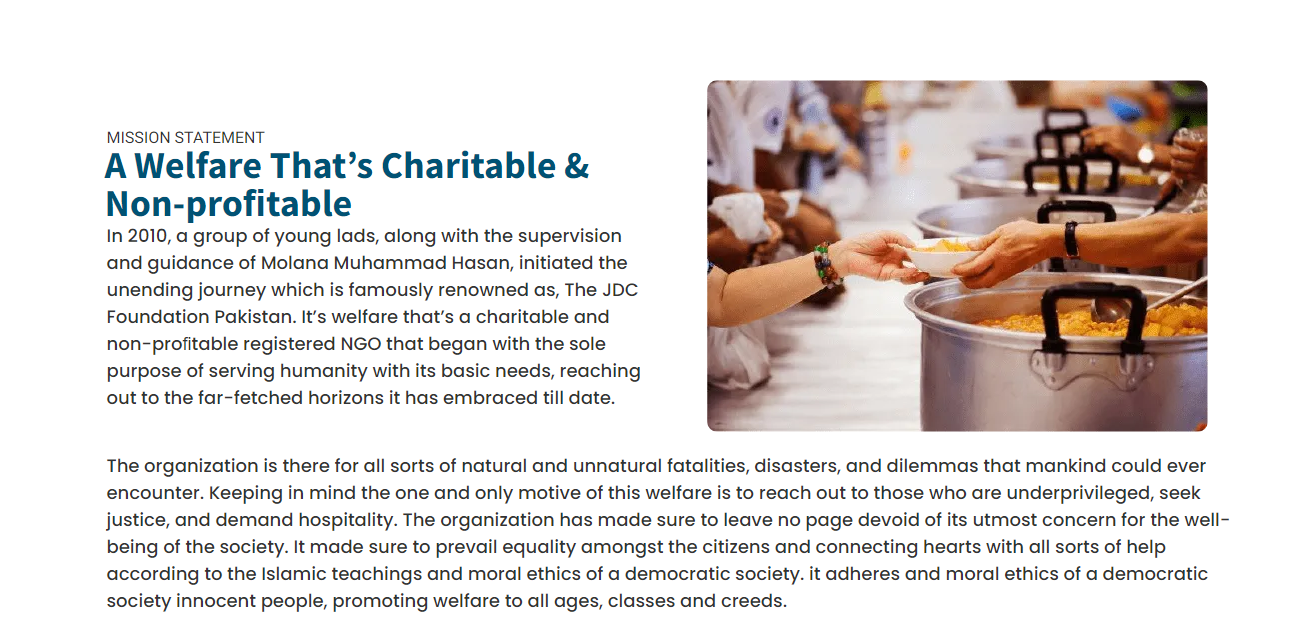 MISSION STATEMENT
A Welfare That’s Charitable &
Non-profitable
In 2010, a group of young lads, along with the supervision
and guidance of Molana Muhammad Hasan, initiated the
unending journey which is famously renowned as, The JDC
Foundation Pakistan. It’s welfare that’s a charitable and
non-profitable registered NGO that began with the sole
purpose of serving humanity with its basic needs, reaching
out to the far-fetched horizons it has embraced till date.
The organization is there for all sorts of natural and unnatural fatalities, disasters, and dilemmas that mankind could ever
encounter. Keeping in mind the one and only motive of this welfare is to reach out to those who are underprivileged, seek
justice, and demand hospitality. The organization has made sure to leave no page devoid of its utmost concern for the well-
being of the society. It made sure to prevail equality amongst the citizens and connecting hearts with all sorts of help
according to the Islamic teachings and moral ethics of a democratic society. it adheres and moral ethics of a democratic
society innocent people, promoting welfare to all ages, classes and creeds.